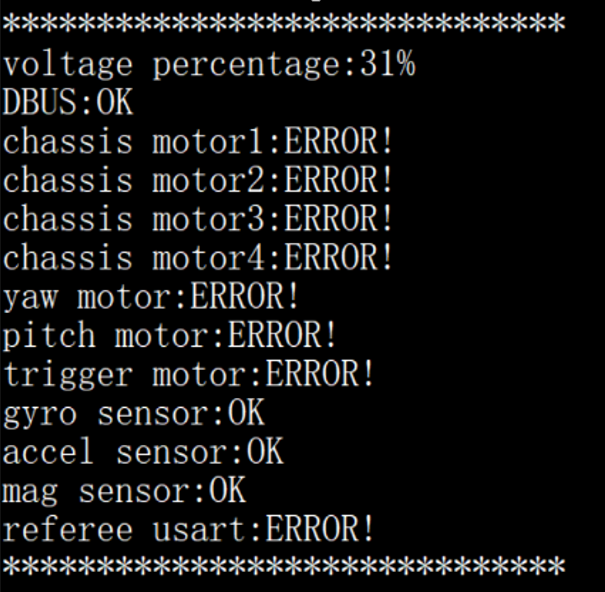 ******************************
voltage percentage:31%
DBUS:OK
chassis motor1:ERROR!
chassis motor2:ERROR!
chassis motor3:ERROR!
chassis motor4:ERROR!
yaw motor:ERROR!
pitch motor:ERROR!
trigger motor:ERROR!
gyro sensor:OK
accel sensor:OK
mag sensor:OK
referee usart:ERROR!
******************************